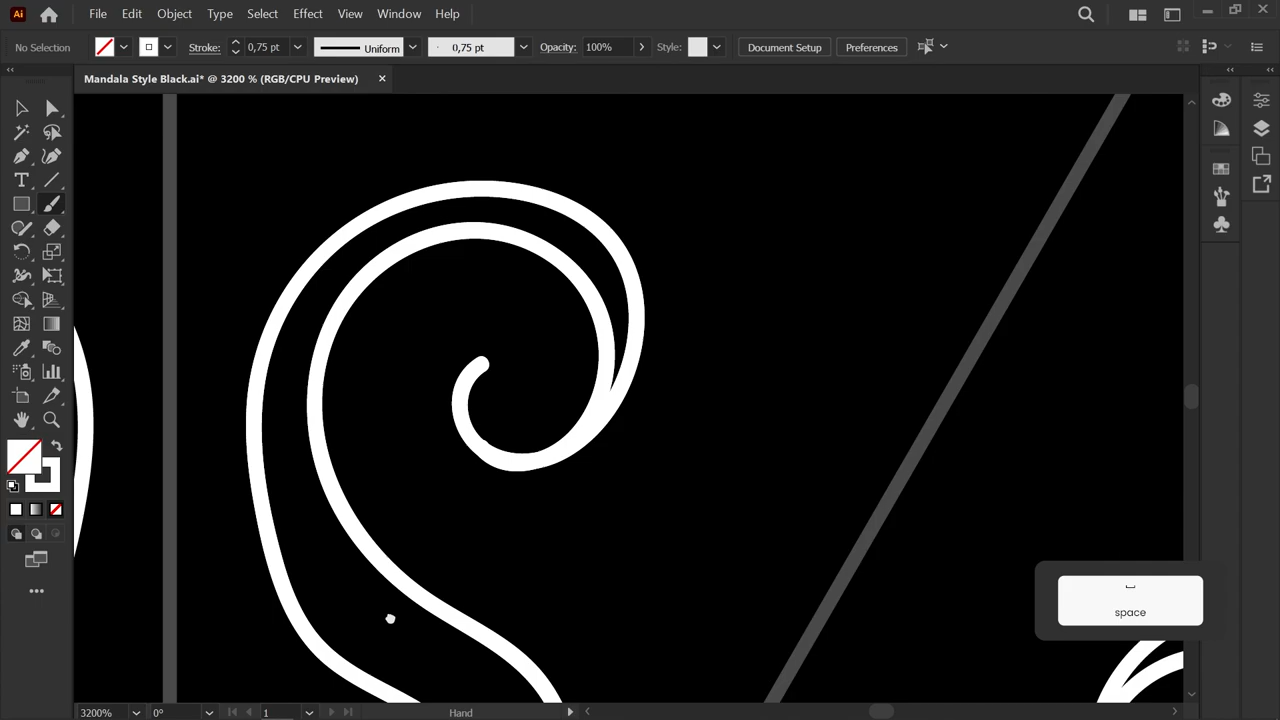 Ai File Edit Object Type Select Effect View Window Help
No Selection Stroke: 0,75 pt Uniform 0,75 pt Opacity: 100% Style: Document Setup Preferences
Mandala Style Black.ai* @ 3200 % (RGB/CPU Preview)
space
3200% 0° 1 Hand